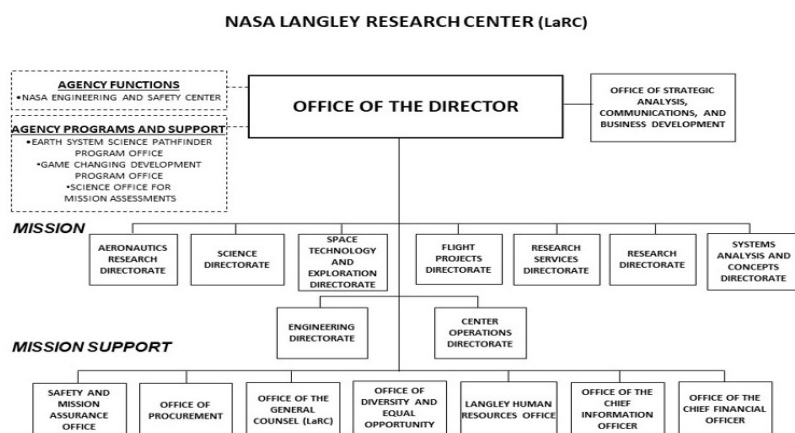 NASA LANGLEY RESEARCH CENTER (LaRC)
AGENCY FUNCTIONS
•NASA ENGINEERING AND SAFETY CENTER
AGENCY PROGRAMS AND SUPPORT
•EARTH SYSTEM SCIENCE PATHFINDER
PROGRAM OFFICE
•GAME CHANGING DEVELOPMENT
PROGRAM OFFICE
•SCIENCE OFFICE FOR
MISSION ASSESSMENTS
OFFICE OF THE DIRECTOR
OFFICE OF STRATEGIC
ANALYSIS,
COMMUNICATIONS, AND
BUSINESS DEVELOPMENT
MISSION
AERONAUTICS
RESEARCH
DIRECTORATE
SCIENCE
DIRECTORATE
SPACE
TECHNOLOGY
AND
EXPLORATION
DIRECTORATE
FLIGHT
PROJECTS
DIRECTORATE
RESEARCH
SERVICES
DIRECTORATE
RESEARCH
DIRECTORATE
SYSTEMS
ANALYSIS AND
CONCEPTS
DIRECTORATE
ENGINEERING
DIRECTORATE
CENTER
OPERATIONS
DIRECTORATE
MISSION SUPPORT
SAFETY AND
MISSION
ASSURANCE
OFFICE
OFFICE OF
PROCUREMENT
OFFICE OF THE
GENERAL
COUNSEL (LaRC)
OFFICE OF
DIVERSITY AND
EQUAL
OPPORTUNITY
LANGLEY HUMAN
RESOURCES OFFICE
OFFICE OF THE
CHIEF
INFORMATION
OFFICER
OFFICE OF THE
CHIEF FINANCIAL
OFFICER